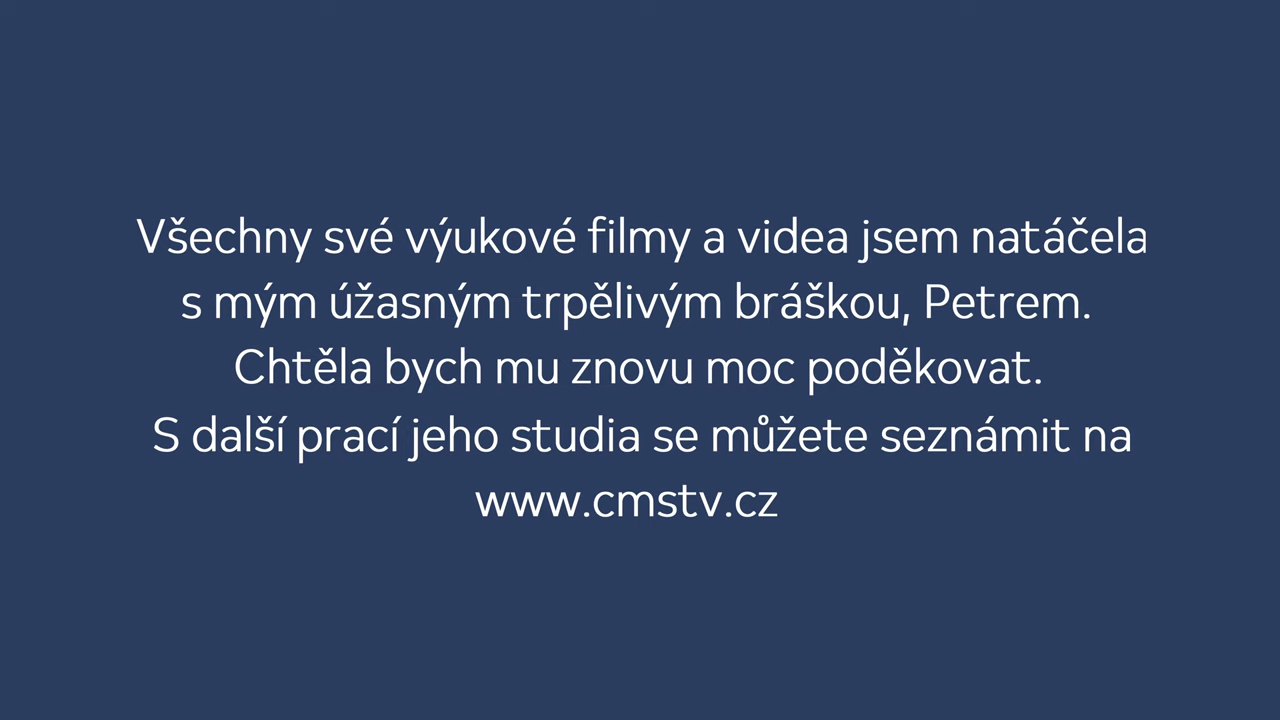 Všechny své výukové filmy a videa jsem natáčela
s mým úžasným trpělivým bráškou, Petrem.
Chtěla bych mu znovu moc poděkovat.
S další prací jeho studia se můžete seznámit na
www.cmstv.cz